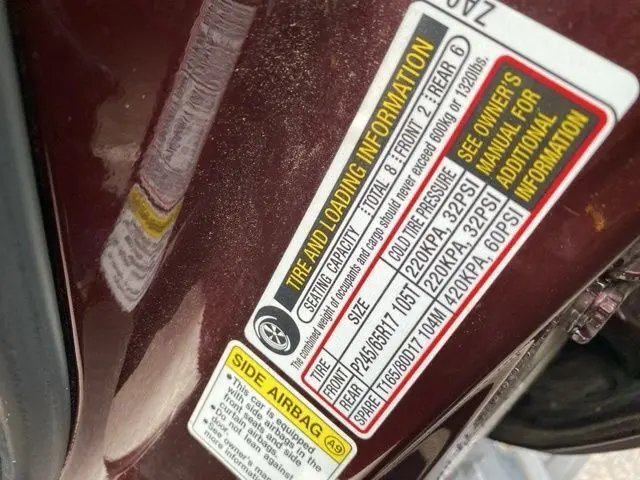 ZA9
TIRE AND LOADING INFORMATION
SEATING CAPACITY TOTAL 8 FRONT 2 REAR 6
The combined weight of occupants and cargo should never exceed 600kg or 1320lbs.
TIRE SIZE COLD TIRE PRESSURE
FRONT P245/65R17 105T 220KPA, 32PSI
REAR 220KPA, 32PSI
SPARE T165/80D17 104M 420KPA, 60PSI
SEE OWNER'S
MANUAL FOR
ADDITIONAL
INFORMATION
SIDE AIRBAG A9
•This car is equipped
with side airbags in the
front seats and side
curtain airbags.
•Do not lean against
door.
•See owner's
more